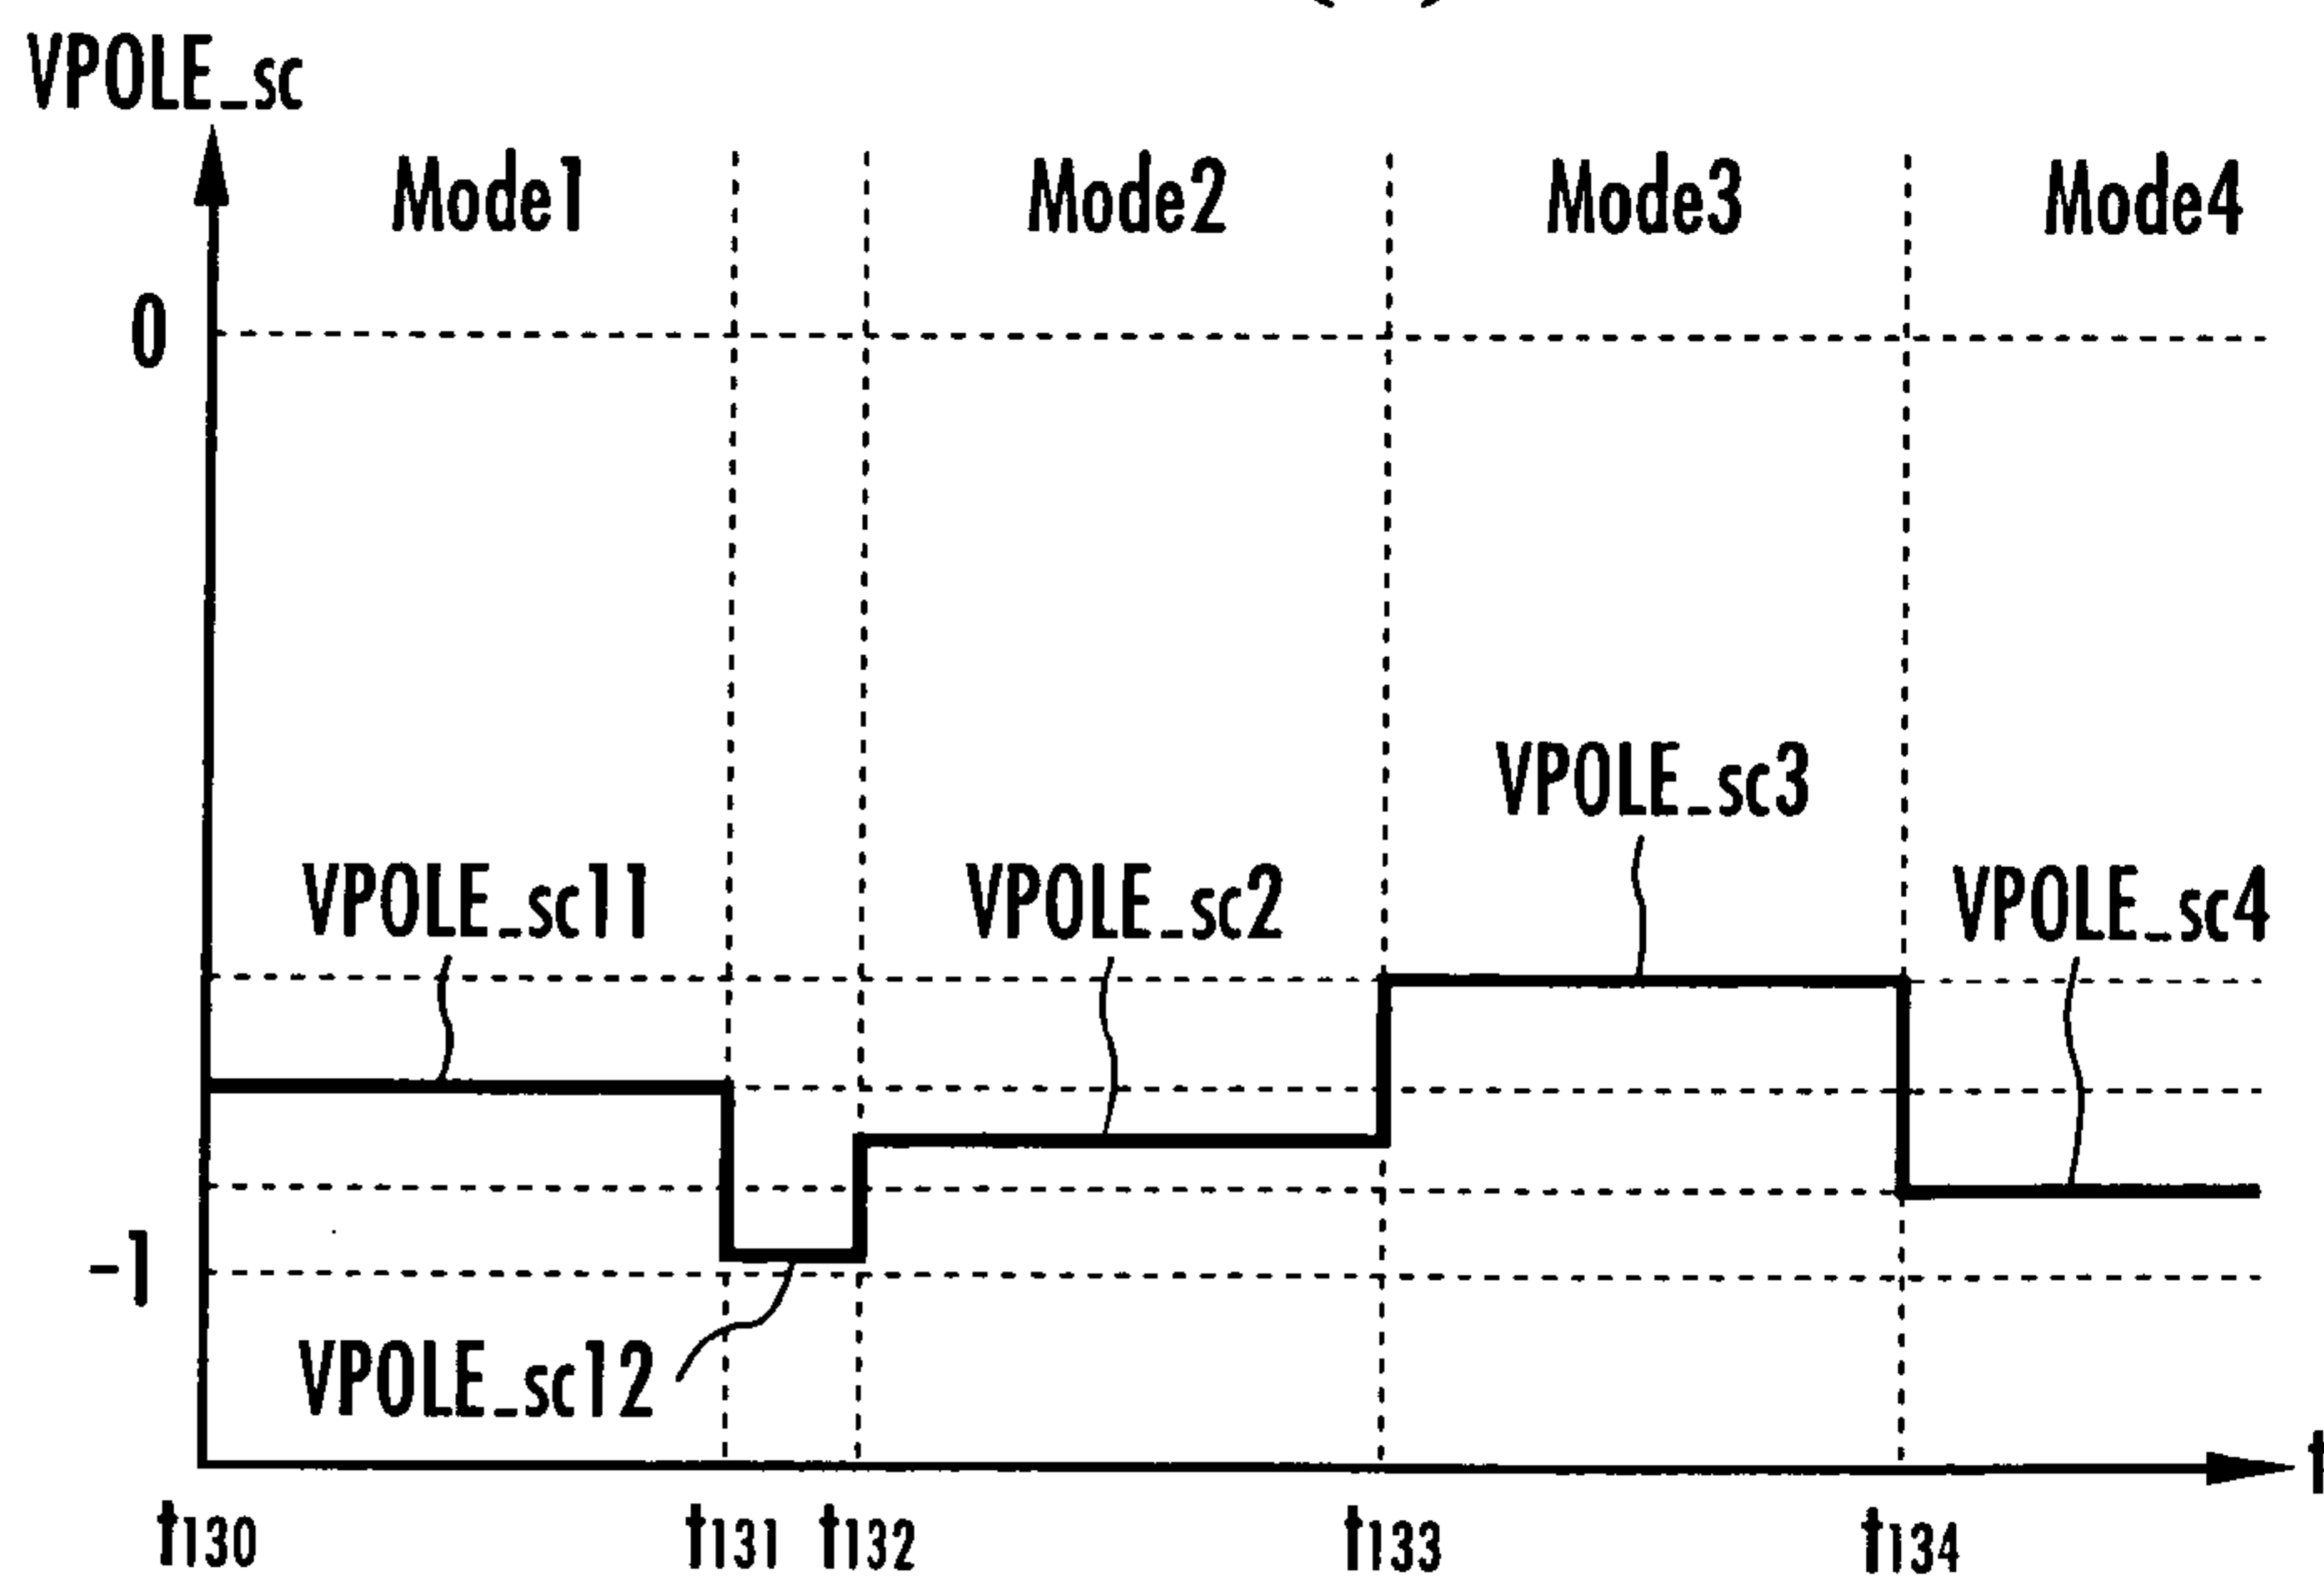 VPOLE_sc
Mode1 Mode2 Mode3 Mode4
0
VPOLE_sc3
VPOLE_sc11 VPOLE_sc2 VPOLE_sc4
-1
VPOLE_sc12
t
t130 t131 t132 t133 t134